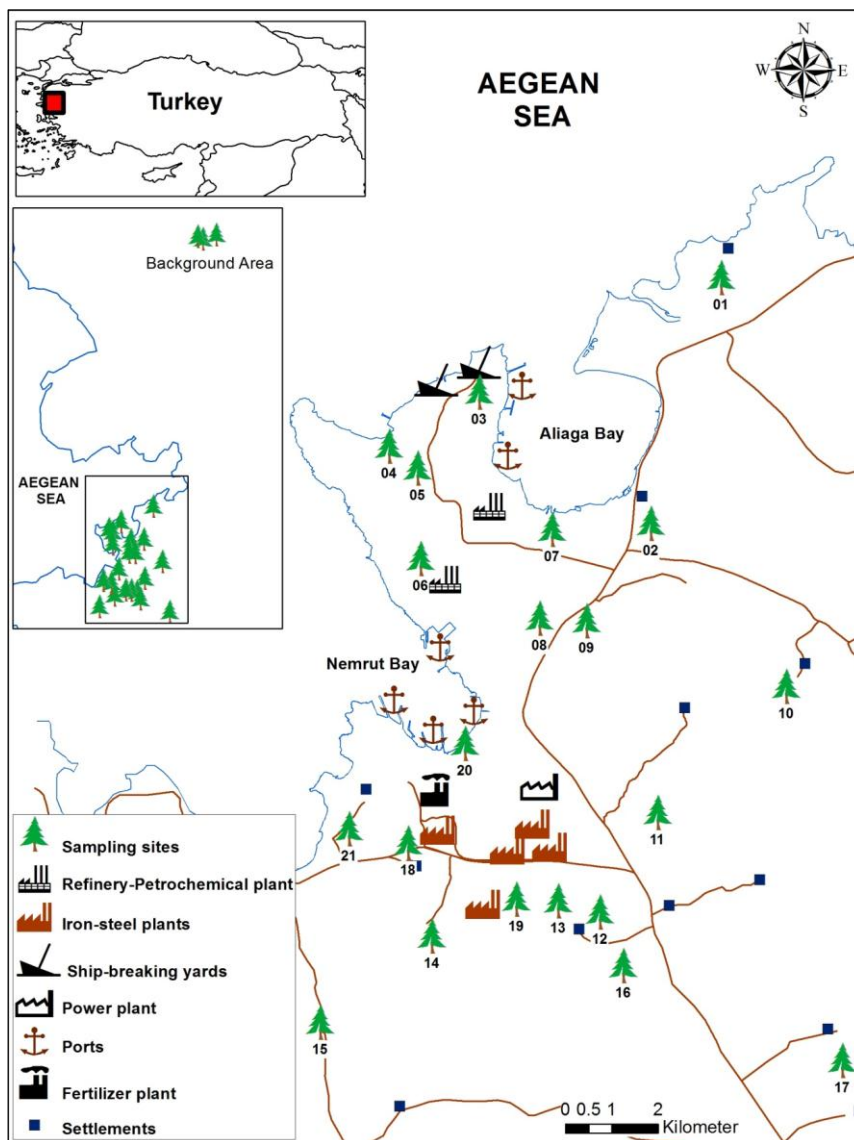 Turkey
AEGEAN
SEA
N
W
E
S
Background Area
AEGEAN
SEA
01
03
Aliaga Bay
04
05
07
02
06
08
09
Nemrut Bay
10
20
11
21
18
19
13
12
14
16
15
17
Sampling sites
Refinery-Petrochemical plant
Iron-steel plants
Ship-breaking yards
Power plant
Ports
Fertilizer plant
Settlements
0 0.5 1 2
Kilometer